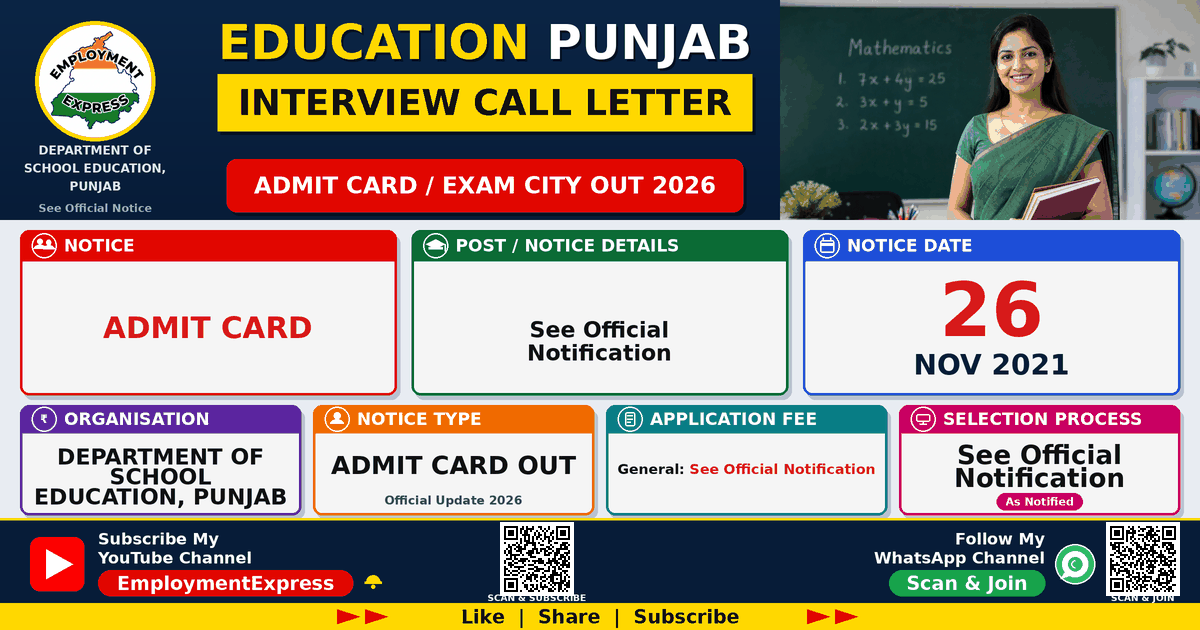 EMPLOYMENT
EXPRESS
DEPARTMENT OF
SCHOOL EDUCATION,
PUNJAB
See Official Notice
EDUCATION PUNJAB
INTERVIEW CALL LETTER
ADMIT CARD / EXAM CITY OUT 2026
Mathematics
1. 7x + 4y = 25
2. 3x + y = 5
3. 2x + 3y = 15
NOTICE
ADMIT CARD
POST / NOTICE DETAILS
See Official
Notification
NOTICE DATE
26
NOV 2021
₹ ORGANISATION
DEPARTMENT OF
SCHOOL
EDUCATION, PUNJAB
NOTICE TYPE
ADMIT CARD OUT
Official Update 2026
APPLICATION FEE
General: See Official Notification
SELECTION PROCESS
See Official
Notification
As Notified
Subscribe My
YouTube Channel
EmploymentExpress
SCAN & SUBSCRIBE
Follow My
WhatsApp Channel
Scan & Join
SCAN & JOIN
Like | Share | Subscribe